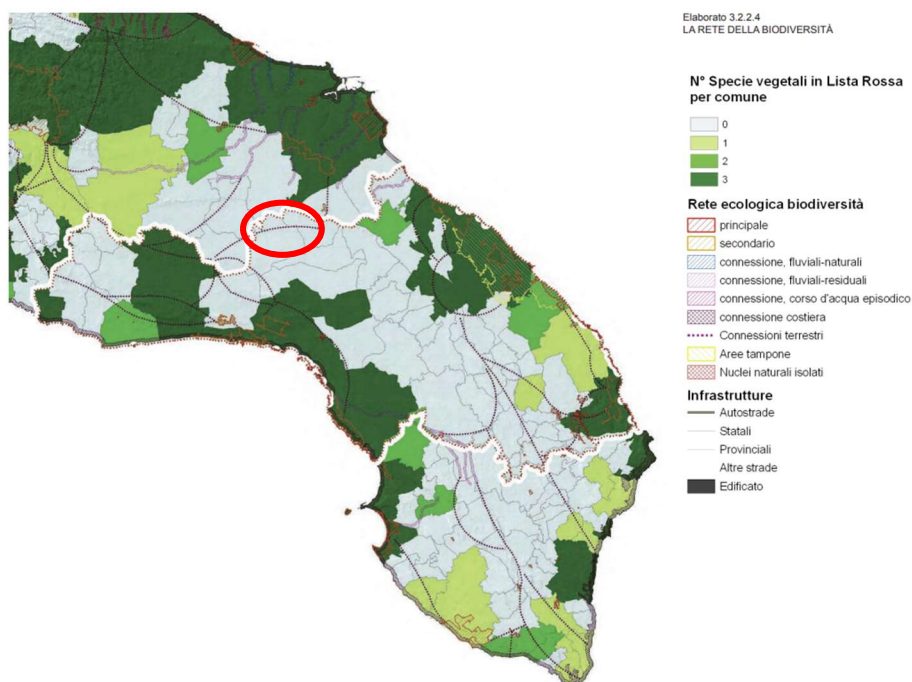 Elaborato 3.2.2.4
LA RETE DELLA BIODIVERSITÀ
N° Specie vegetali in Lista Rossa
per comune
0
1
2
3
Rete ecologica biodiversità
principale
secondario
connessione, fluviali-naturali
connessione, fluviali-residuali
connessione, corso d'acqua episodico
connessione costiera
Connessioni terrestri
Aree tampone
Nuclei naturali isolati
Infrastrutture
Autostrade
Statali
Provinciali
Altre strade
Edificato